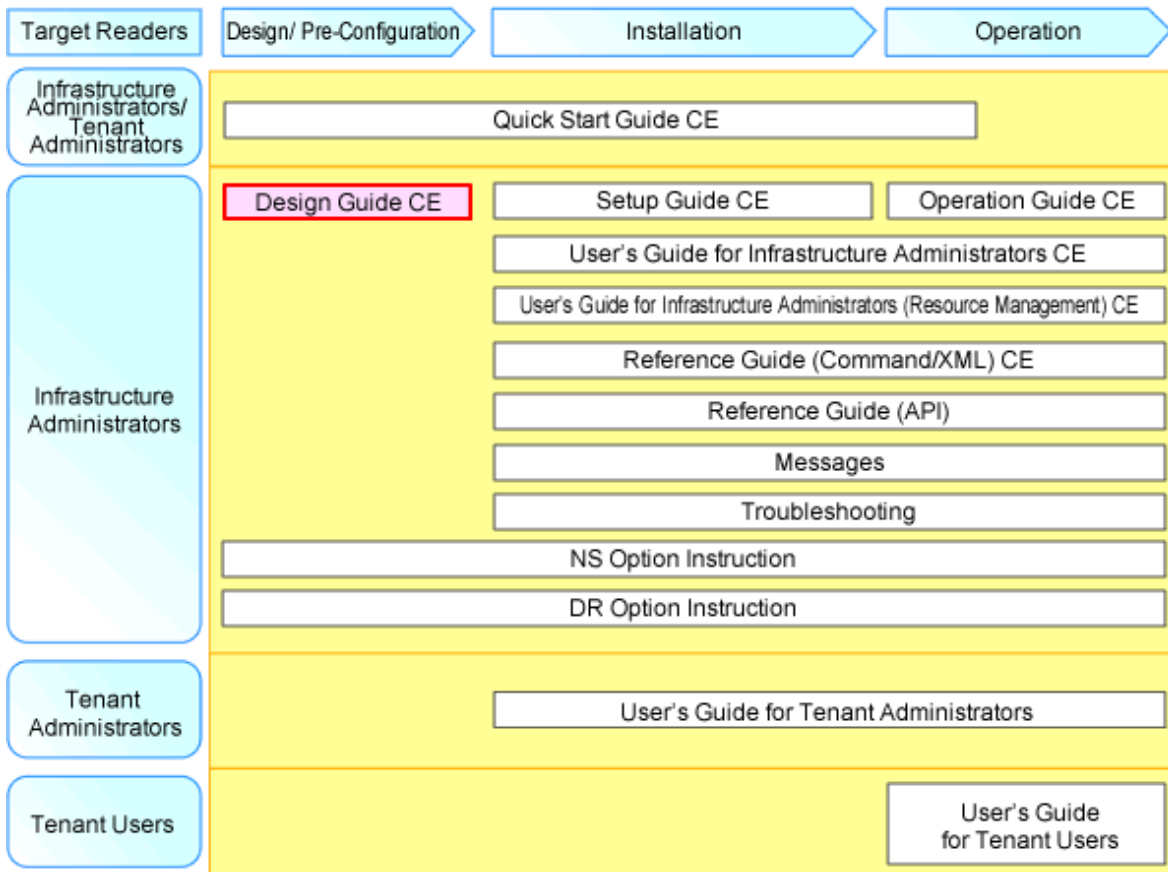 Target Readers
Design/ Pre-Configuration
Installation
Operation
Infrastructure
Administrators/
Tenant
Administrators
Quick Start Guide CE
Infrastructure
Administrators
Design Guide CE
Setup Guide CE
Operation Guide CE
User's Guide for Infrastructure Administrators CE
User's Guide for Infrastructure Administrators (Resource Management) CE
Reference Guide (Command/XML) CE
Reference Guide (API)
Messages
Troubleshooting
NS Option Instruction
DR Option Instruction
Tenant
Administrators
User's Guide for Tenant Administrators
Tenant Users
User's Guide
for Tenant Users